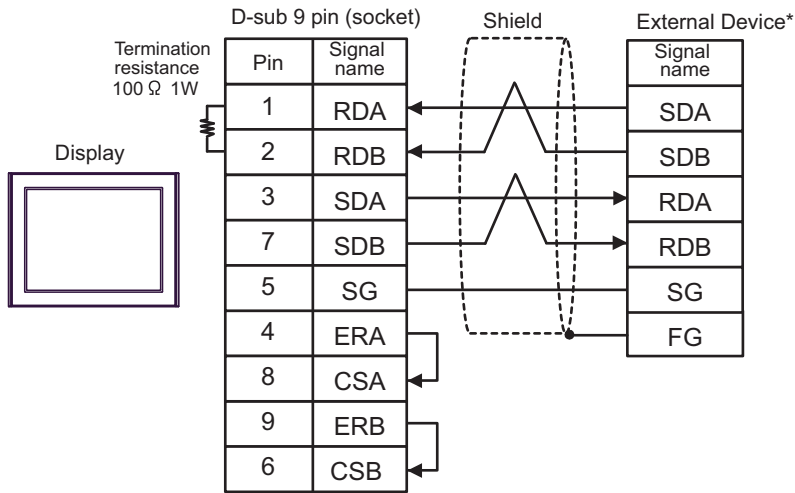 D-sub 9 pin (socket)
Shield
External Device*
Termination
resistance
100 Ω 1W
Display
Pin
Signal
name
1
RDA
2
RDB
3
SDA
7
SDB
5
SG
4
ERA
8
CSA
9
ERB
6
CSB
Signal
name
SDA
SDB
RDA
RDB
SG
FG